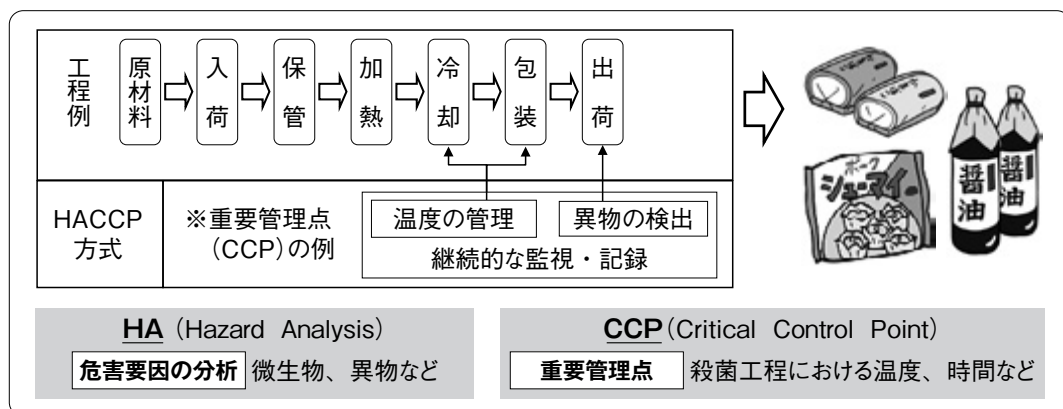 工程例
原材料
入荷
保管
加熱
冷却
包装
出荷
HACCP
方式
※重要管理点
(CCP)の例
温度の管理
異物の検出
継続的な監視・記録
ポーク
シューマイ
醤油
醤油
HA (Hazard Analysis)
危害要因の分析 微生物、異物など
CCP(Critical Control Point)
重要管理点 殺菌工程における温度、時間など